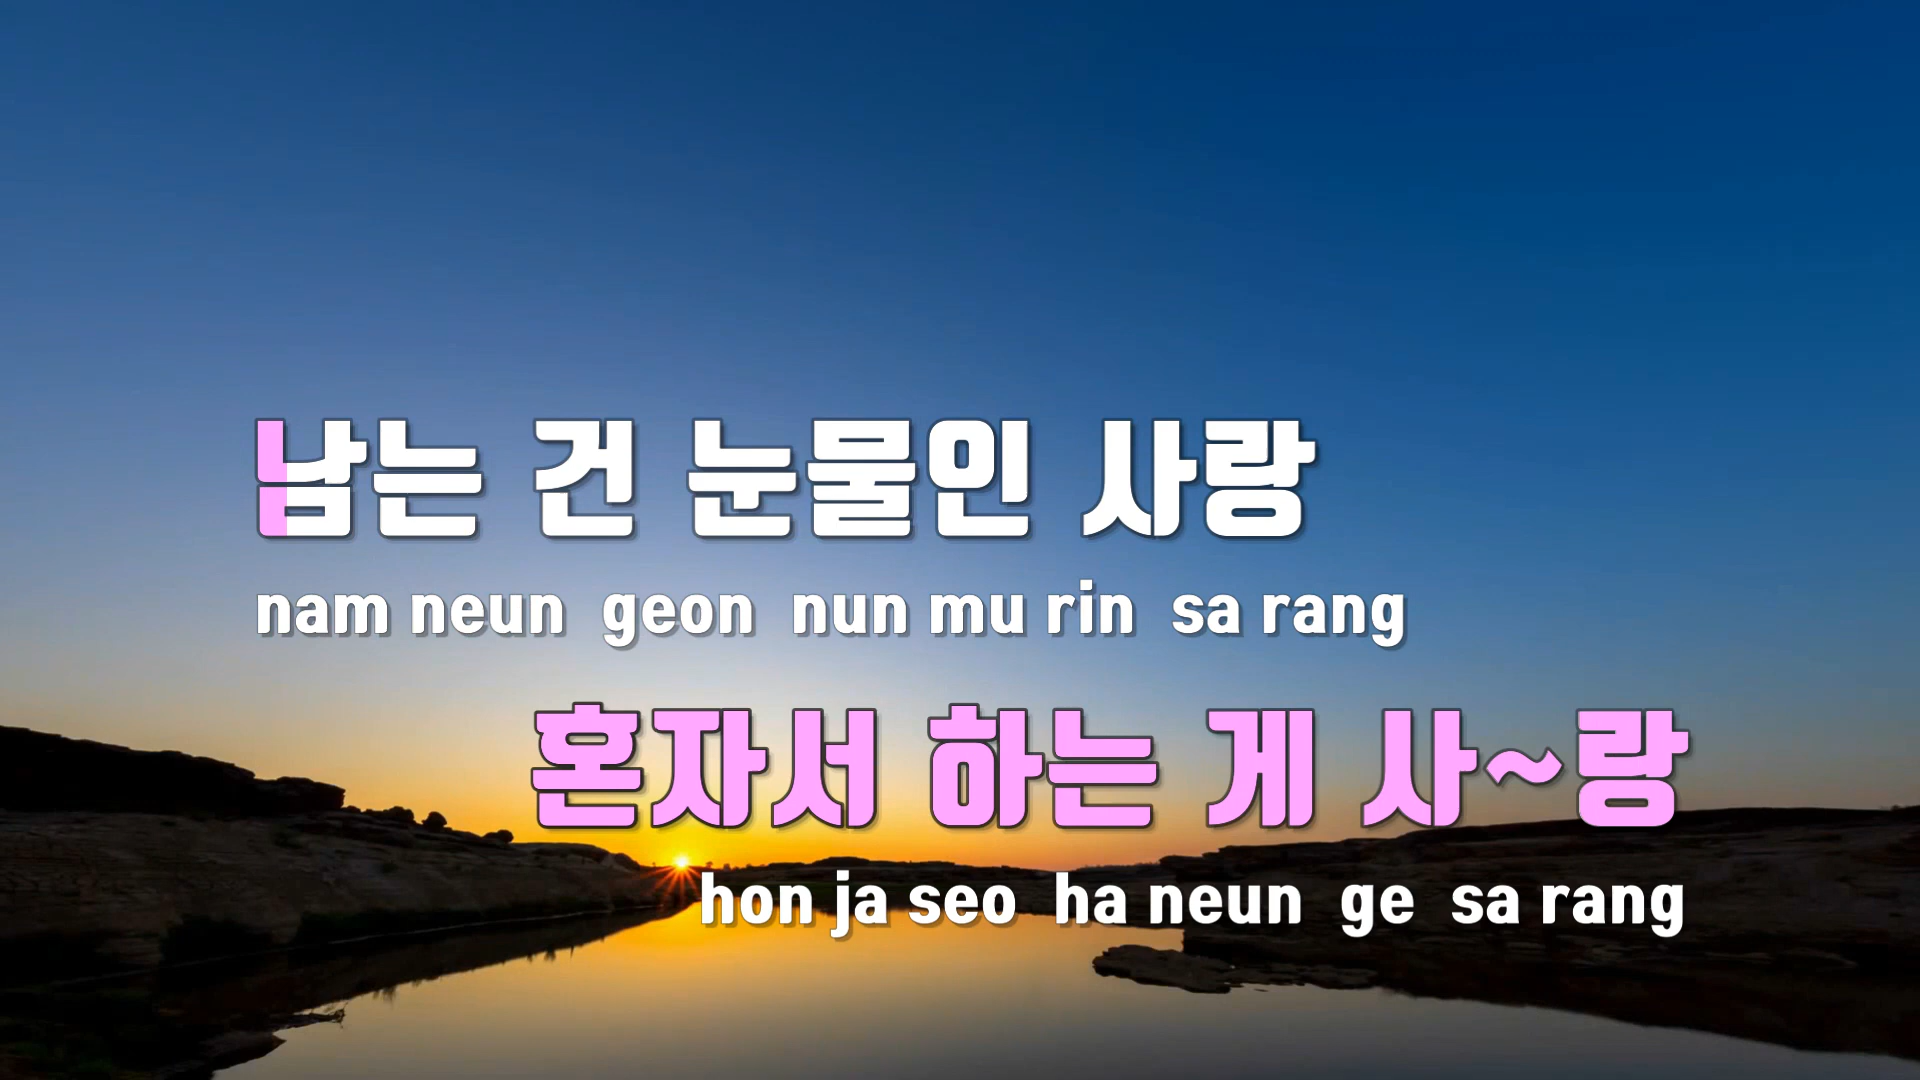 남는 건 눈물인 사랑
nam neun geon nun mu rin sa rang
혼자서 하는 게 사~랑
hon ja seo ha neun ge sa rang